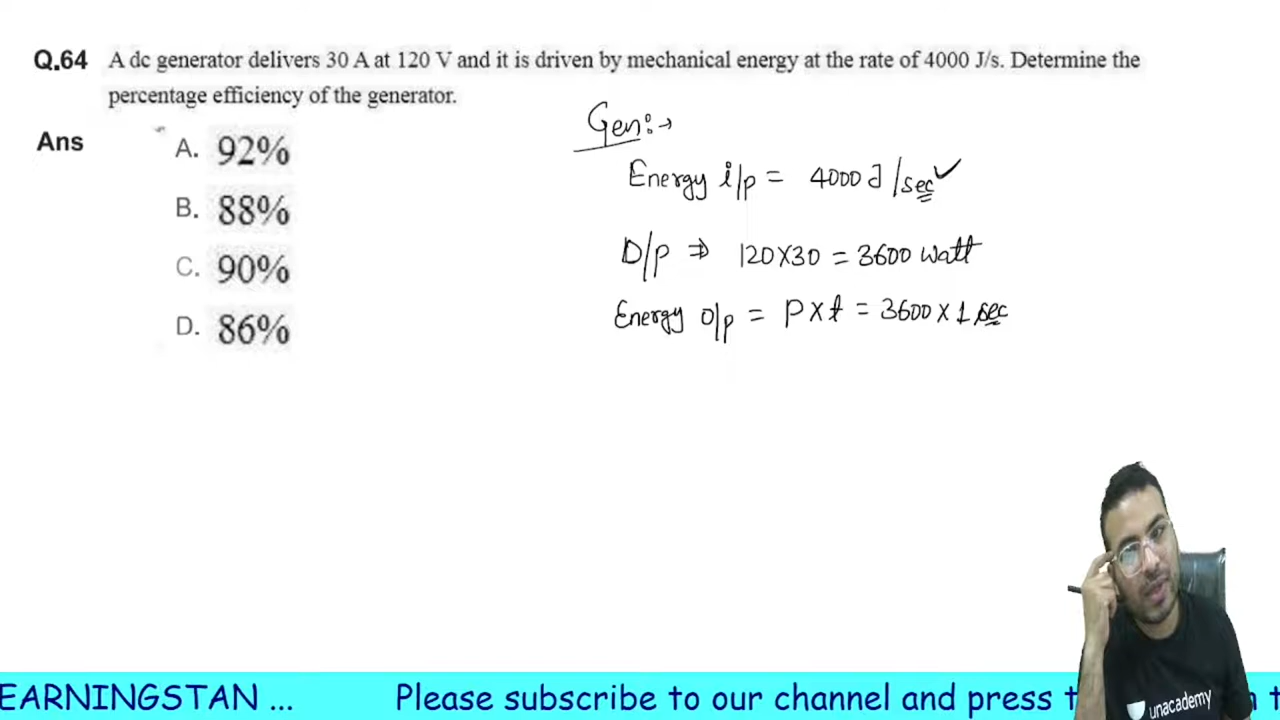 Q.64 A dc generator delivers 30 A at 120 V and it is driven by mechanical energy at the rate of 4000 J/s. Determine the
percentage efficiency of the generator.
Ans
A. 92%
B. 88%
C. 90%
D. 86%
Gen:→
Energy i/p = 4000 J/sec ✓
O/p ⇒ 120×30 = 3600 watt
Energy o/p = P×t = 3600×1 sec
unacademy
EARNINGSTAN ... Please subscribe to our channel and press t